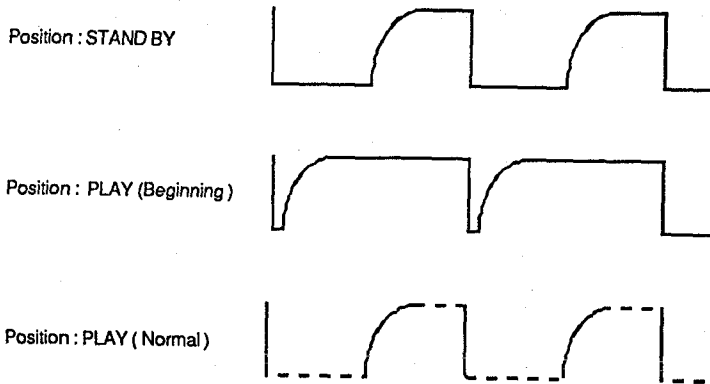 Position : STAND BY
Position : PLAY (Beginning)
Position : PLAY ( Normal )